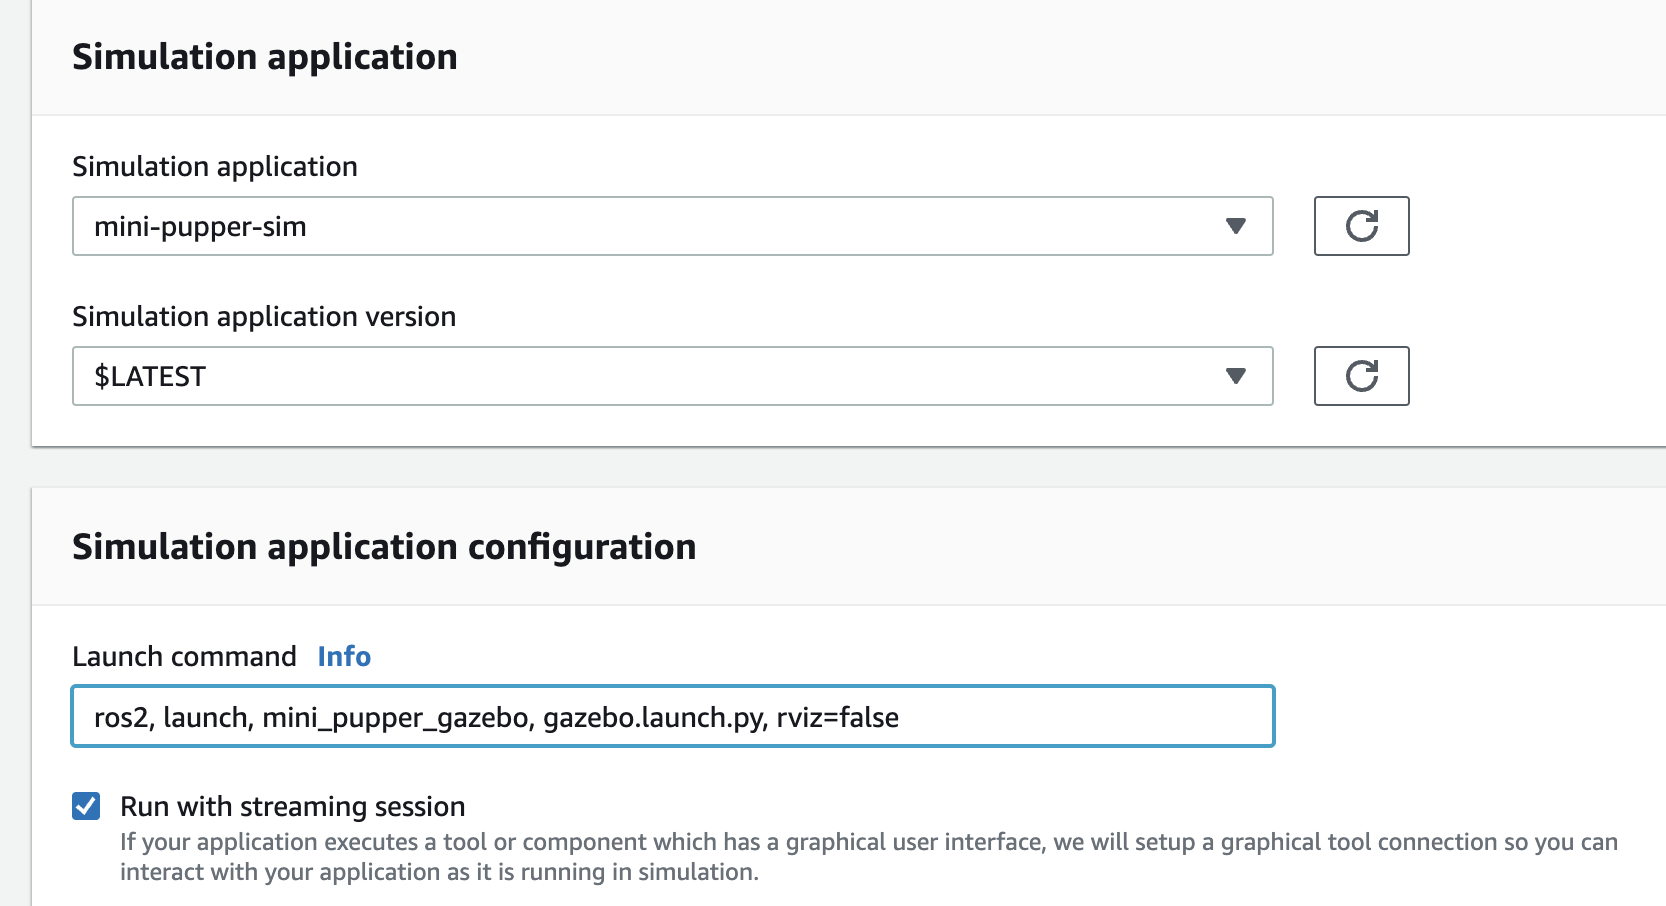 Simulation application
Simulation application
mini-pupper-sim
Simulation application version
$LATEST
Simulation application configuration
Launch command Info
ros2, launch, mini_pupper_gazebo, gazebo.launch.py, rviz=false
Run with streaming session
If your application executes a tool or component which has a graphical user interface, we will setup a graphical tool connection so you can
interact with your application as it is running in simulation.